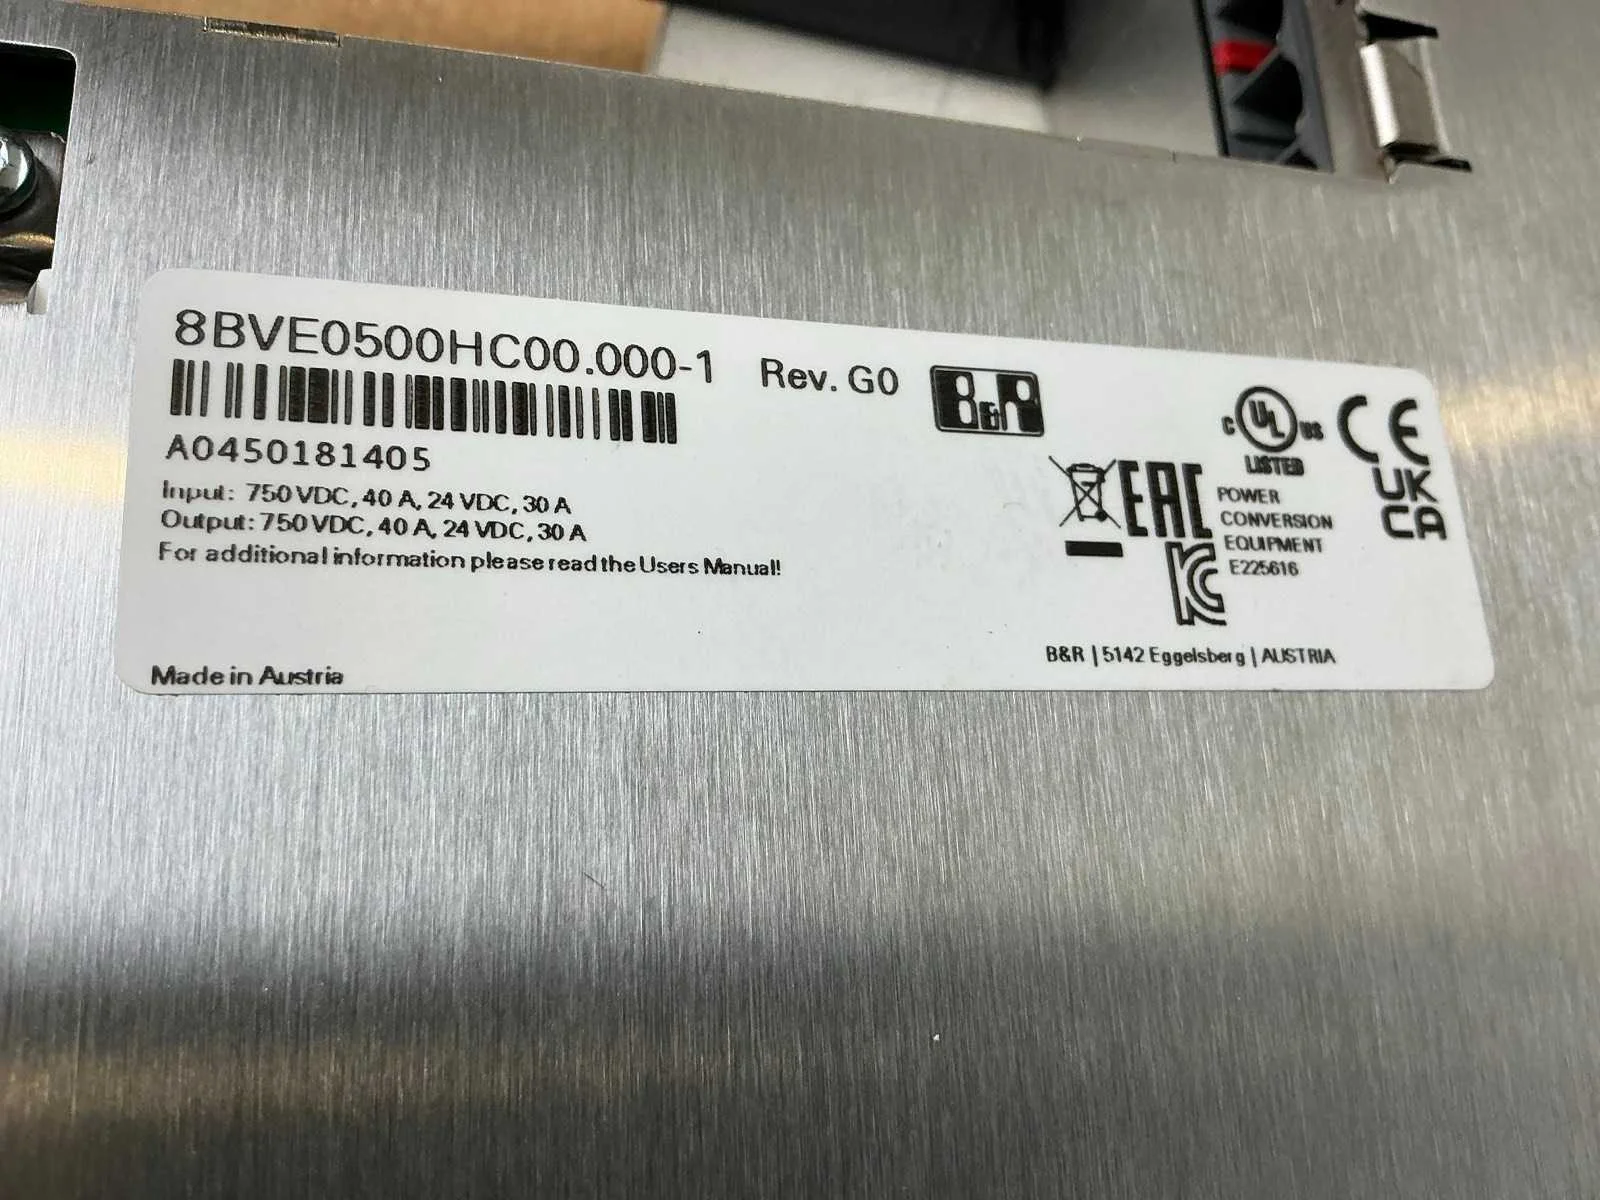 8BVE0500HC00.000-1 Rev. G0 B&R
A0450181405
Input: 750 VDC, 40 A, 24 VDC, 30 A
Output: 750 VDC, 40 A, 24 VDC, 30 A
For additional information please read the Users Manual!
Made in Austria
C UL US
LISTED
CE
UK
CA
EAC
POWER
CONVERSION
EQUIPMENT
E225616
KC
B&R | 5142 Eggelsberg | AUSTRIA